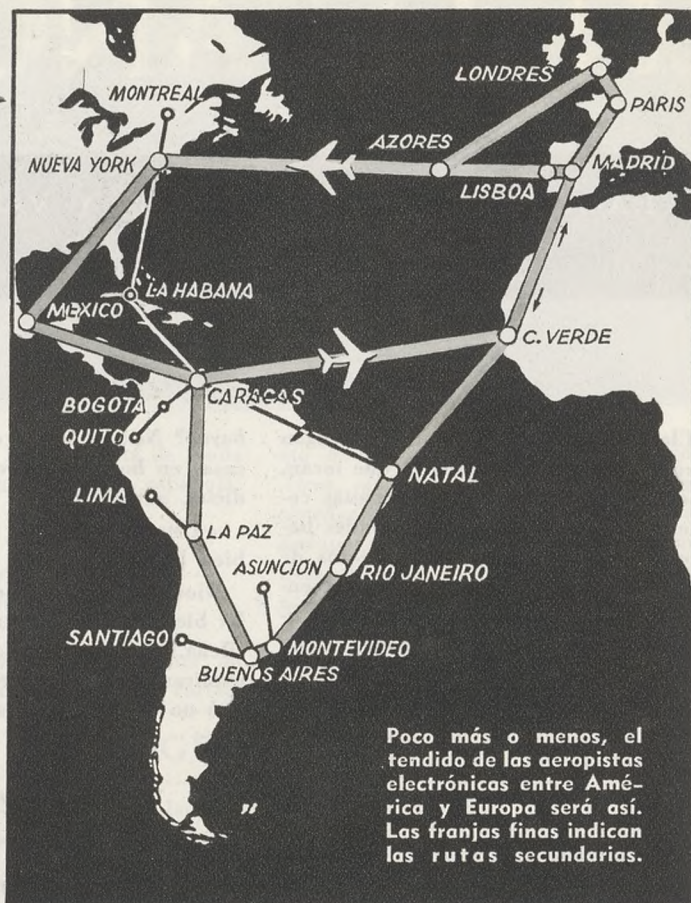 LONDRES
PARIS
MONTREAL
AZORES
NUEVA YORK
MADRID
LISBOA
LA HABANA
MEXICO
C. VERDE
CARACAS
BOGOTA
QUITO
NATAL
LIMA
LA PAZ
ASUNCION
RIO JANEIRO
SANTIAGO
MONTEVIDEO
BUENOS AIRES
Poco más o menos, el
tendido de las aeropistas
electrónicas entre Amé-
rica y Europa será así.
Las franjas finas indican
las rutas secundarias.